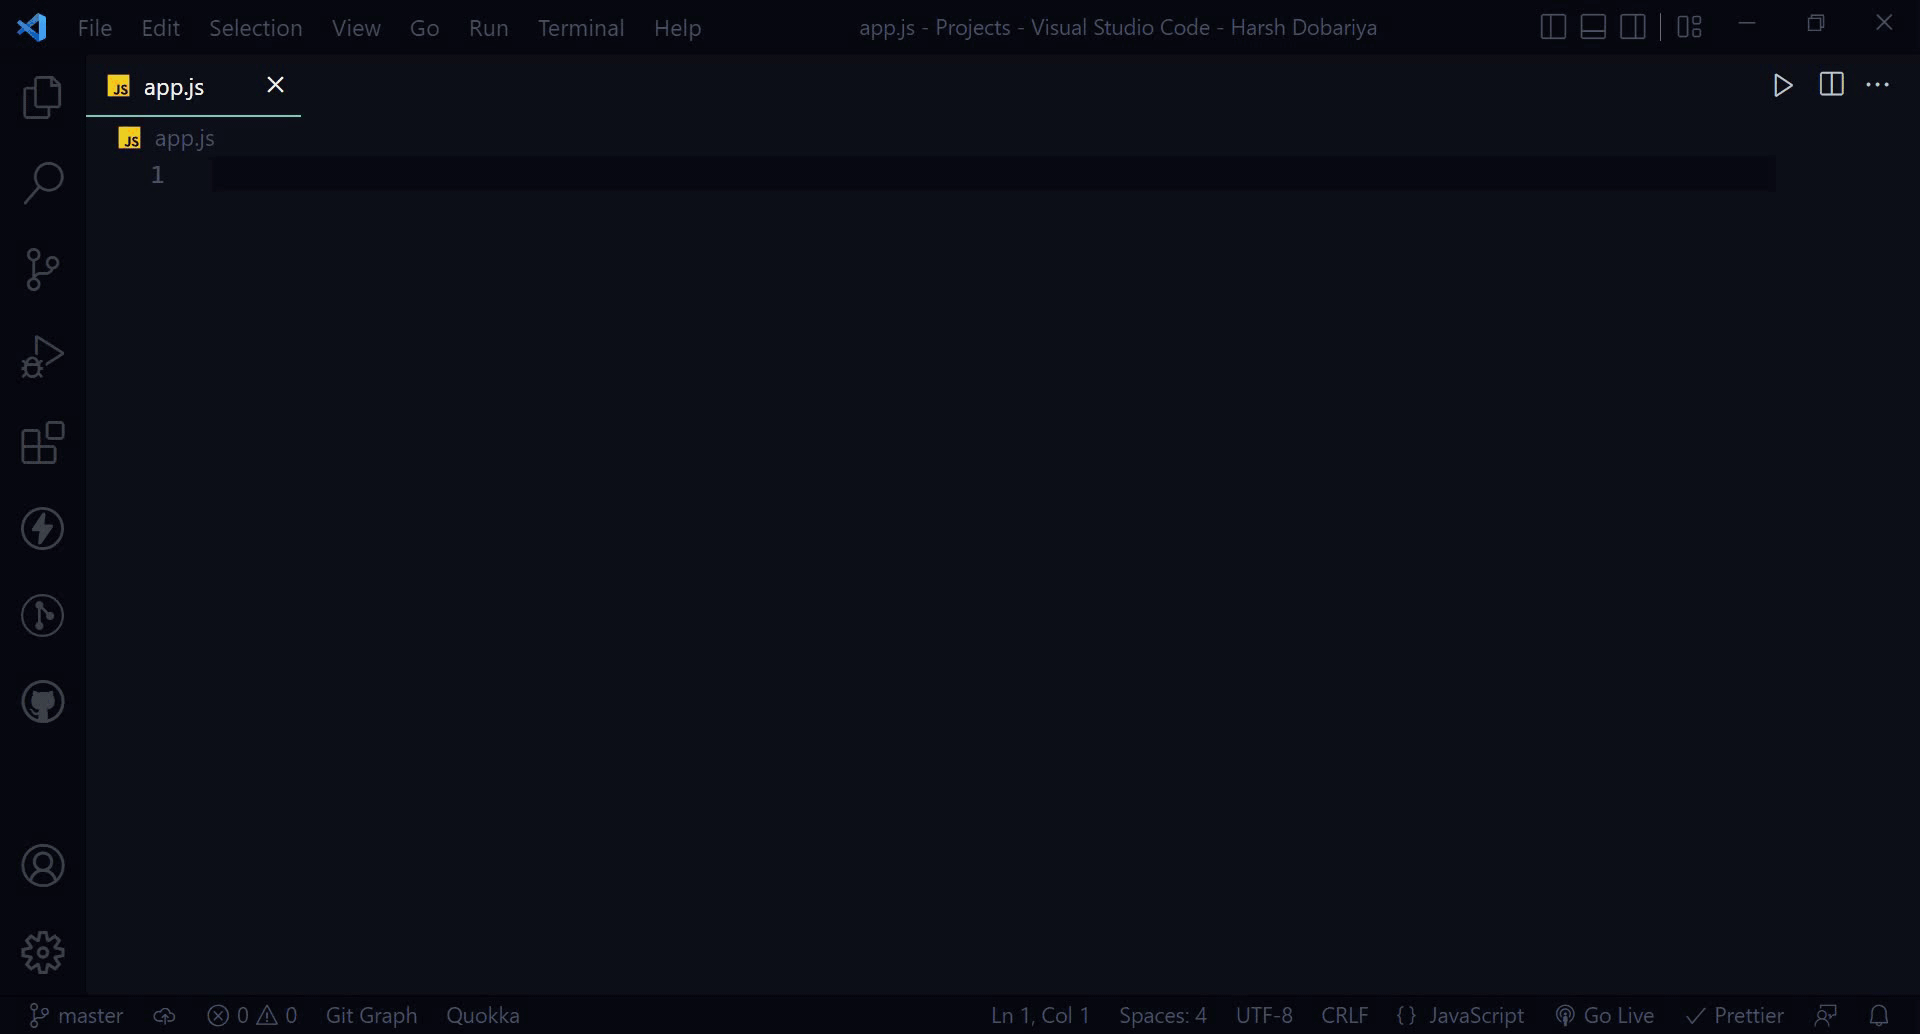 File Edit Selection View Go Run Terminal Help app.js - Projects - Visual Studio Code - Harsh Dobariya
JS app.js
JS app.js
1
master 0 0 Git Graph Quokka Ln 1, Col 1 Spaces: 4 UTF-8 CRLF {} JavaScript Go Live Prettier